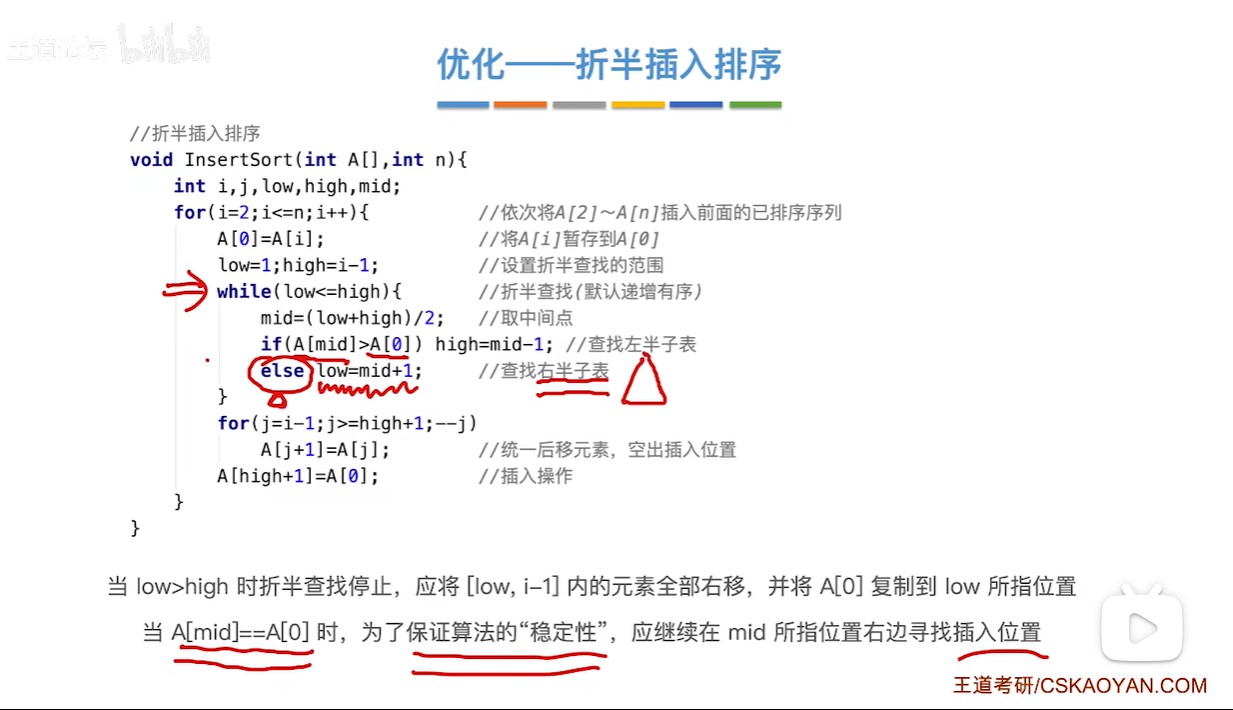 王道论坛 bilibili
优化——折半插入排序
//折半插入排序
void InsertSort(int A[],int n){
int i,j,low,high,mid;
for(i=2;i<=n;i++){ //依次将A[2]～A[n]插入前面的已排序序列
A[0]=A[i]; //将A[i]暂存到A[0]
low=1;high=i-1; //设置折半查找的范围
while(low<=high){ //折半查找(默认递增有序)
mid=(low+high)/2; //取中间点
if(A[mid]>A[0]) high=mid-1; //查找左半子表
else low=mid+1; //查找右半子表
}
for(j=i-1;j>=high+1;--j)
A[j+1]=A[j]; //统一后移元素，空出插入位置
A[high+1]=A[0]; //插入操作
}
}
当 low>high 时折半查找停止，应将 [low, i-1] 内的元素全部右移，并将 A[0] 复制到 low 所指位置
当 A[mid]==A[0] 时，为了保证算法的“稳定性”，应继续在 mid 所指位置右边寻找插入位置
王道考研/CSKAOYAN.COM